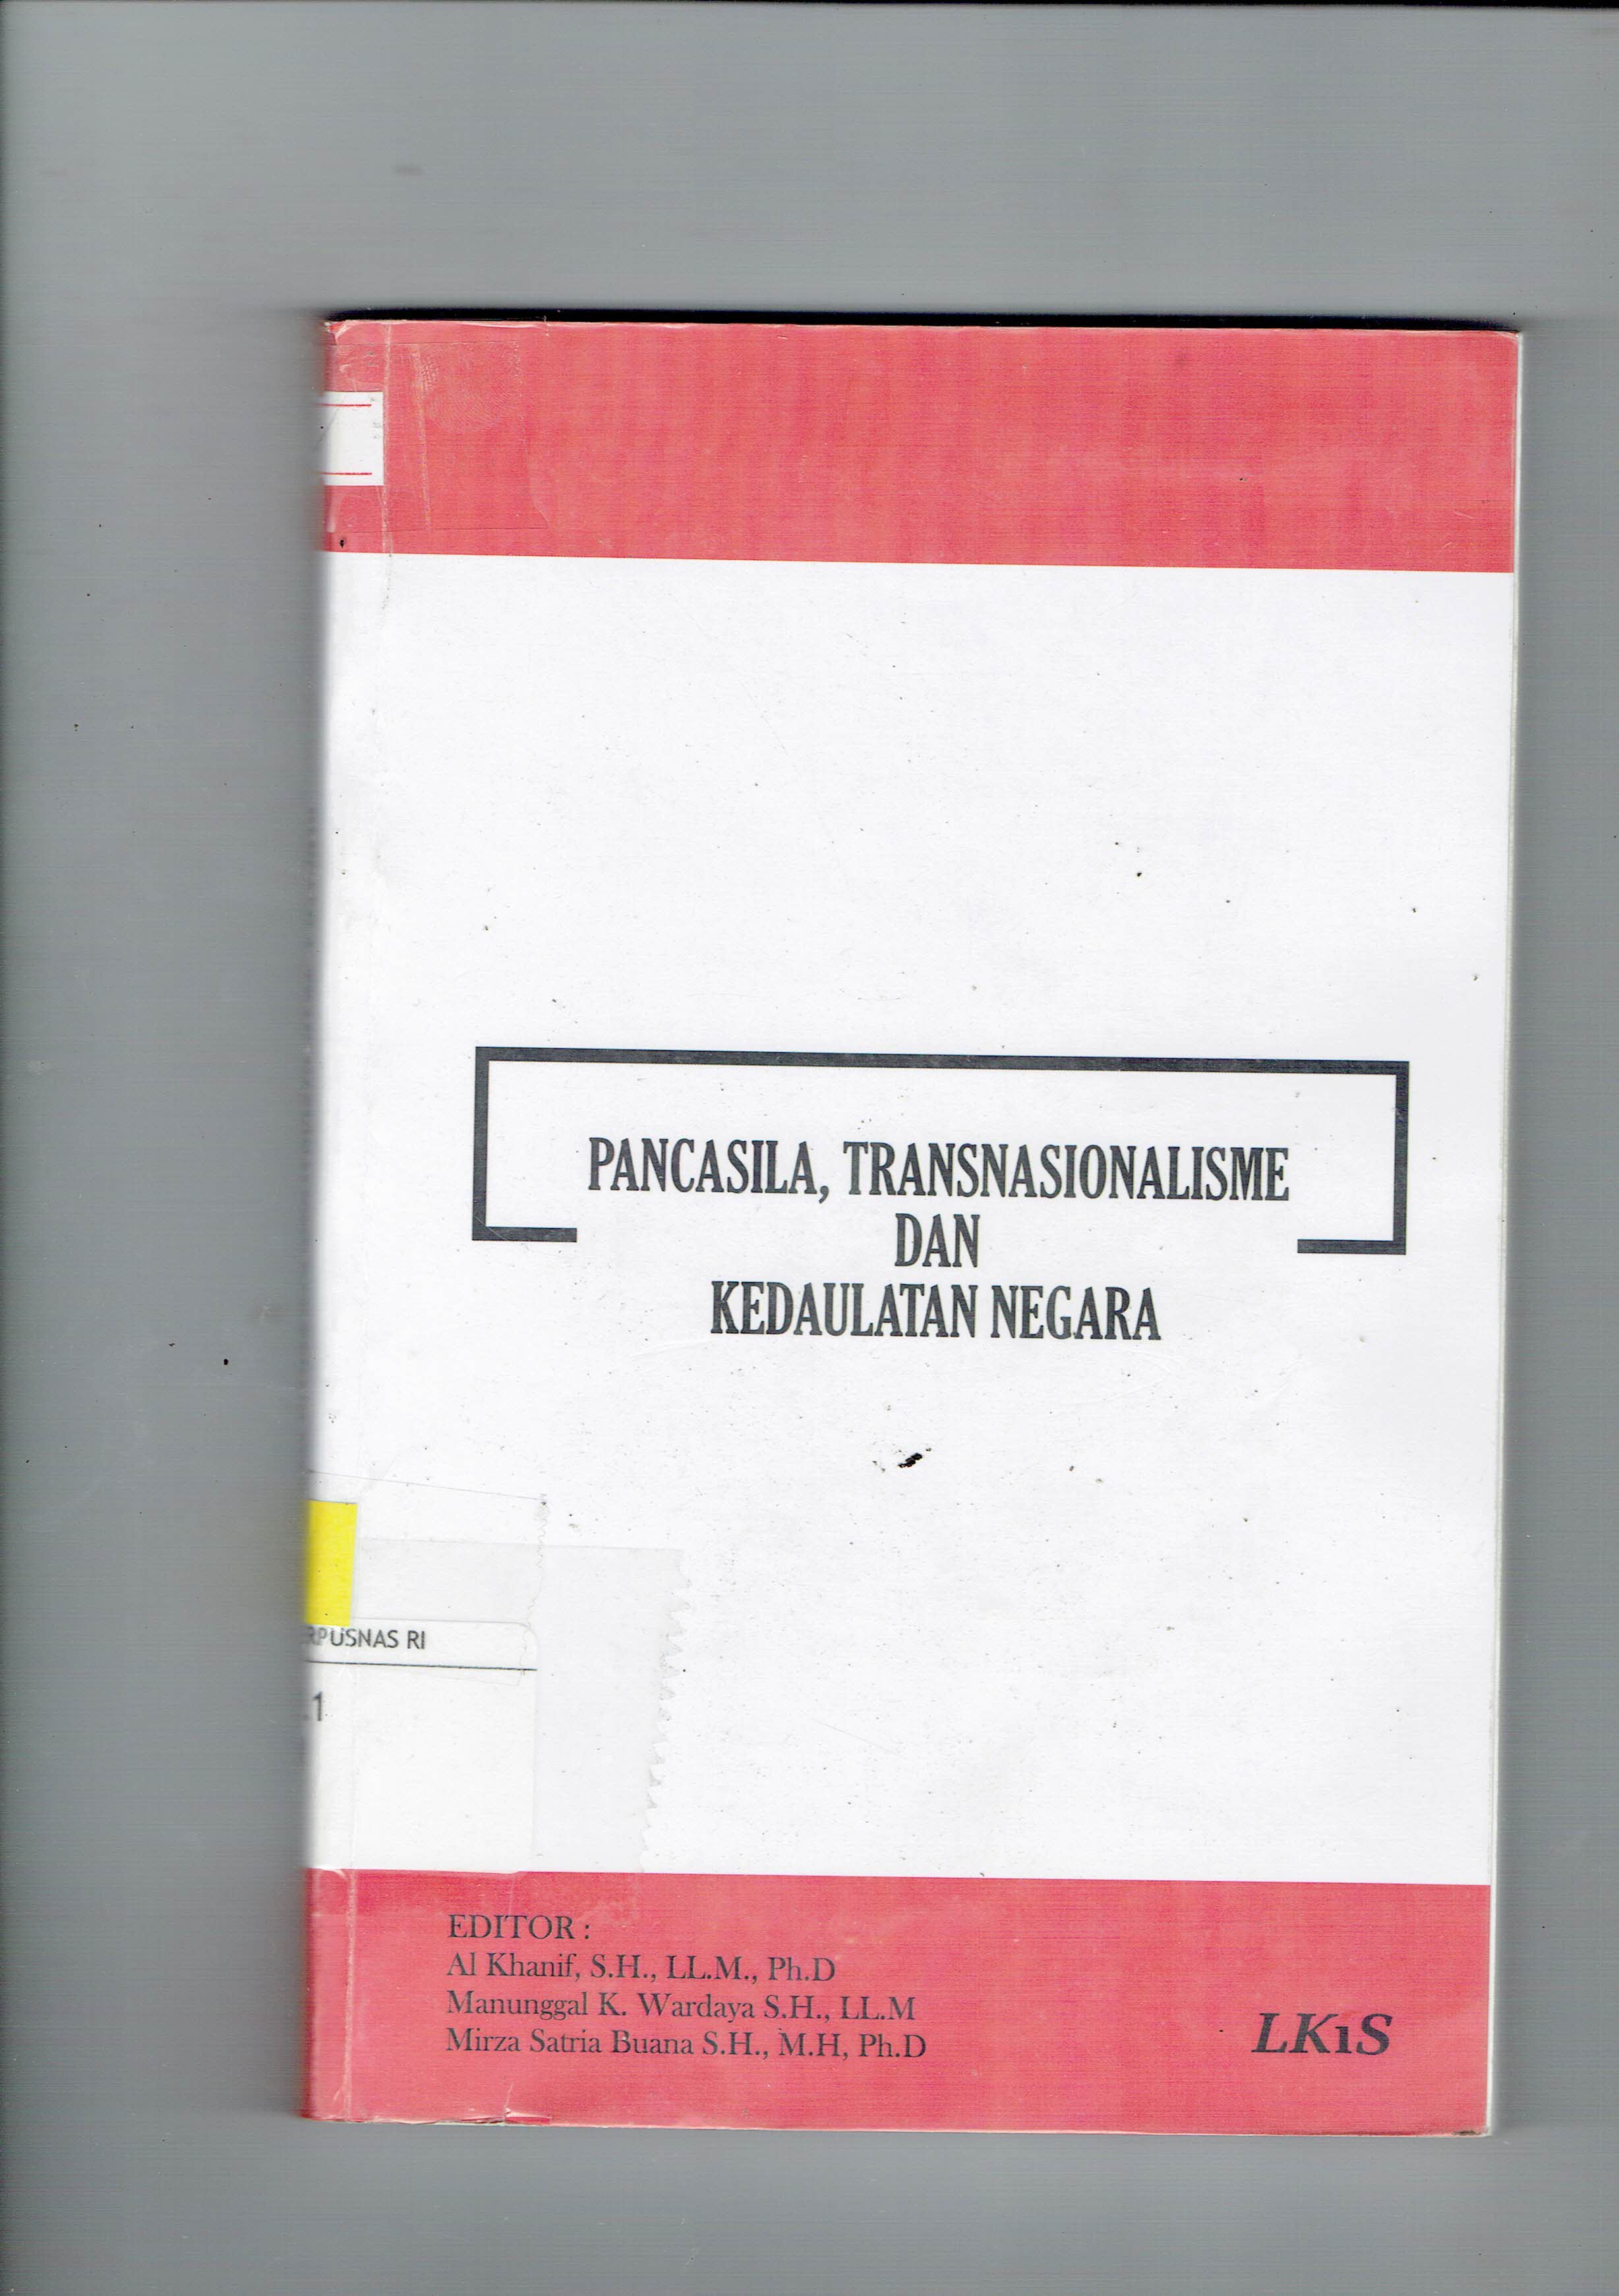 PANCASILA, TRANSNASIONALISME
DAN
KEDAULATAN NEGARA
RPUSNAS RI
.1
EDITOR :
Al Khanif, S.H., LL.M., Ph.D
Manunggal K. Wardaya S.H., LL.M
Mirza Satria Buana S.H., M.H, Ph.D
LKiS